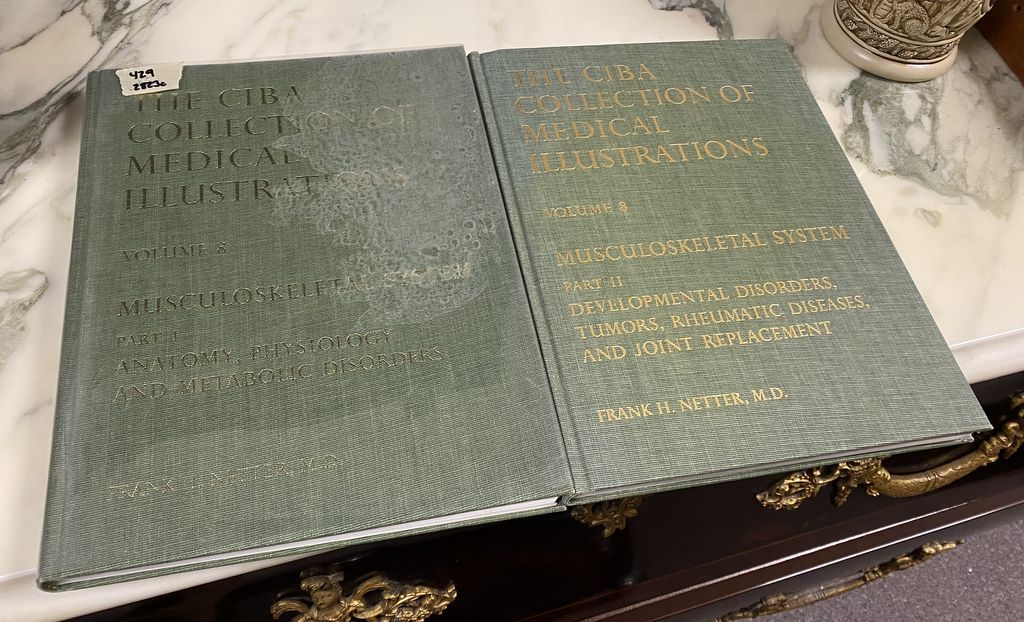 429
28236
THE CIBA
COLLECTION OF
MEDICAL
ILLUSTRATIONS
VOLUME 8
MUSCULOSKELETAL SYSTEM
PART I
ANATOMY, PHYSIOLOGY
AND METABOLIC DISORDERS
FRANK H. NETTER, M.D.
THE CIBA
COLLECTION OF
MEDICAL
ILLUSTRATIONS
VOLUME 8
MUSCULOSKELETAL SYSTEM
PART II
DEVELOPMENTAL DISORDERS,
TUMORS, RHEUMATIC DISEASES,
AND JOINT REPLACEMENT
FRANK H. NETTER, M.D.